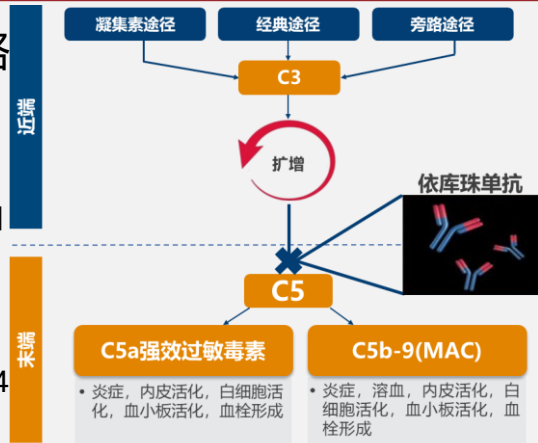 凝集素途径
经典途径
旁路途径
路
近端
C3
扩增
依库珠单抗
C5
末端
C5a强效过敏毒素
C5b-9(MAC)
4
• 炎症，内皮活化，白细胞活
化，血小板活化，血栓形成
• 炎症，溶血，内皮活化，白
细胞活化，血小板活化，血
栓形成